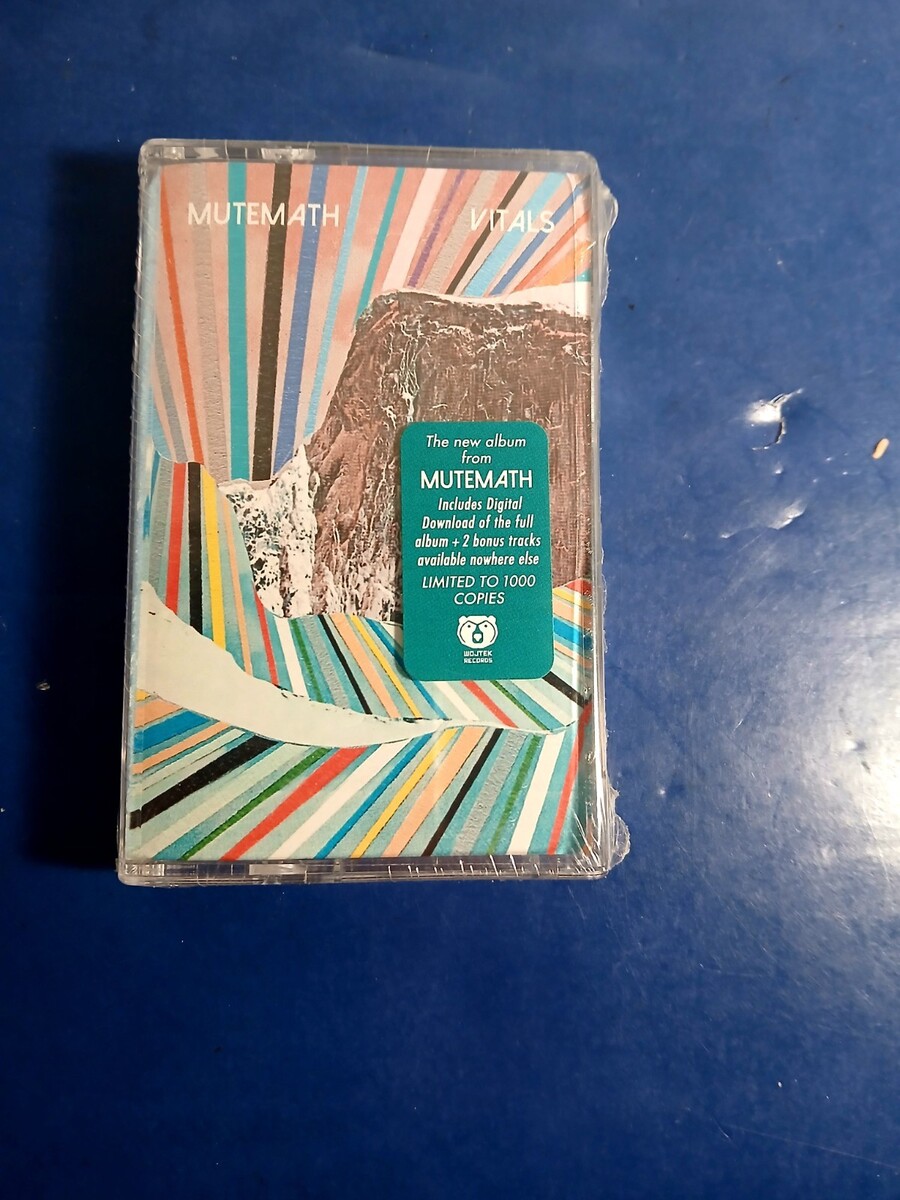 MUTEMATH VITALS
The new album
from
MUTEMATH
Includes Digital
Download of the full
album + 2 bonus tracks
available nowhere else
LIMITED TO 1000
COPIES
WOJTEK
RECORDS